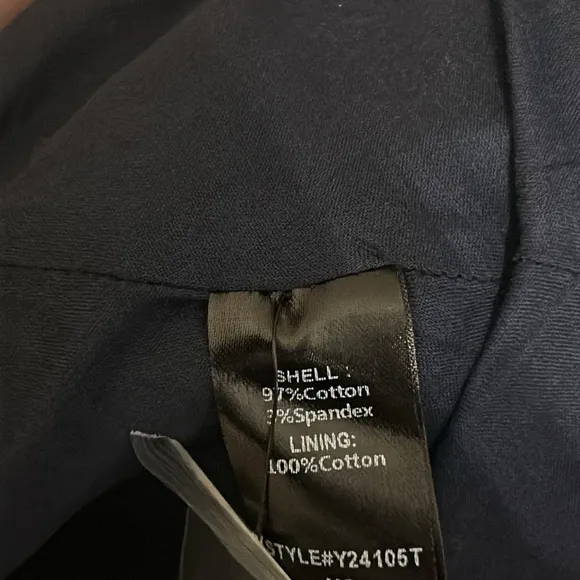 SHELL :
97%Cotton
3%Spandex
LINING:
100%Cotton
STYLE#Y24105T